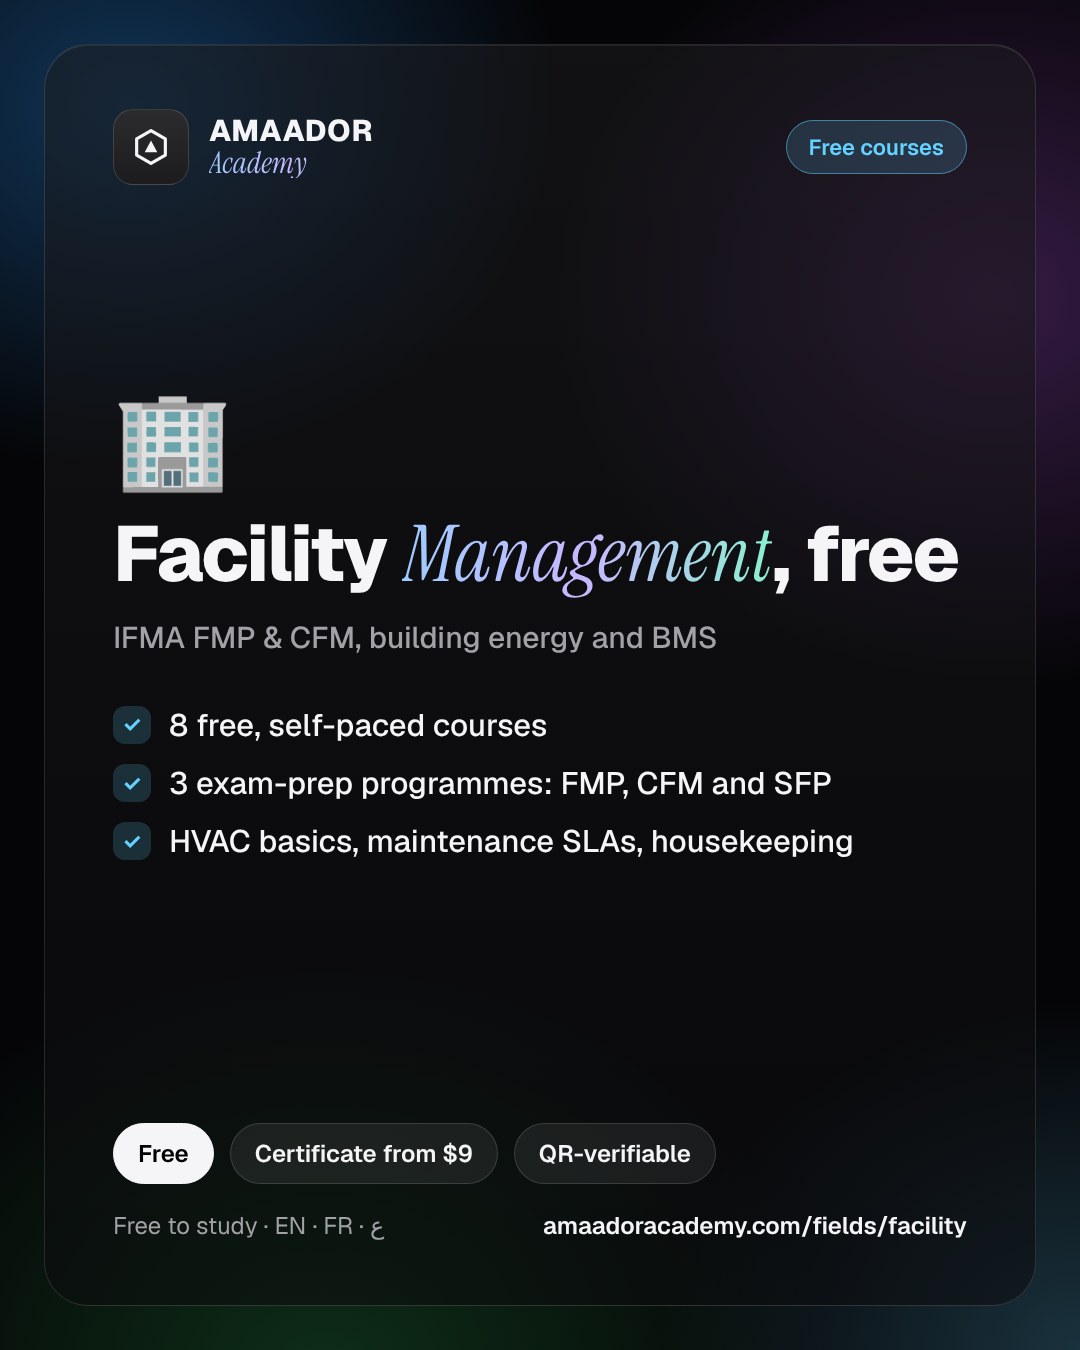 AMAADOR
Academy
Free courses
Facility Management, free
IFMA FMP & CFM, building energy and BMS
8 free, self-paced courses
3 exam-prep programmes: FMP, CFM and SFP
HVAC basics, maintenance SLAs, housekeeping
Free
Certificate from $9
QR-verifiable
Free to study · EN · FR · ع
amaadoracademy.com/fields/facility